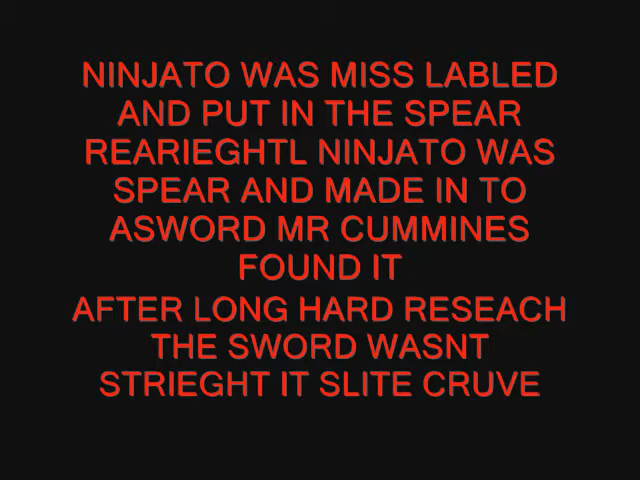 NINJATO WAS MISS LABLED
AND PUT IN THE SPEAR
REARIEGHTL NINJATO WAS
SPEAR AND MADE IN TO
ASWORD MR CUMMINES
FOUND IT
AFTER LONG HARD RESEACH
THE SWORD WASNT
STRIEGHT IT SLITE CRUVE